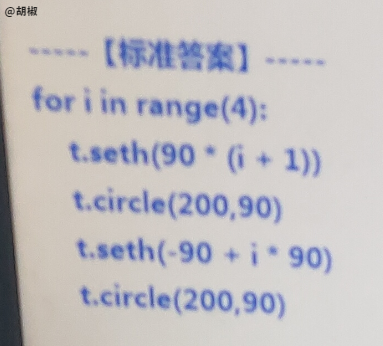 @胡椒
-----【标准答案】-----
for i in range(4):
t.seth(90 * (i + 1))
t.circle(200,90)
t.seth(-90 + i * 90)
t.circle(200,90)